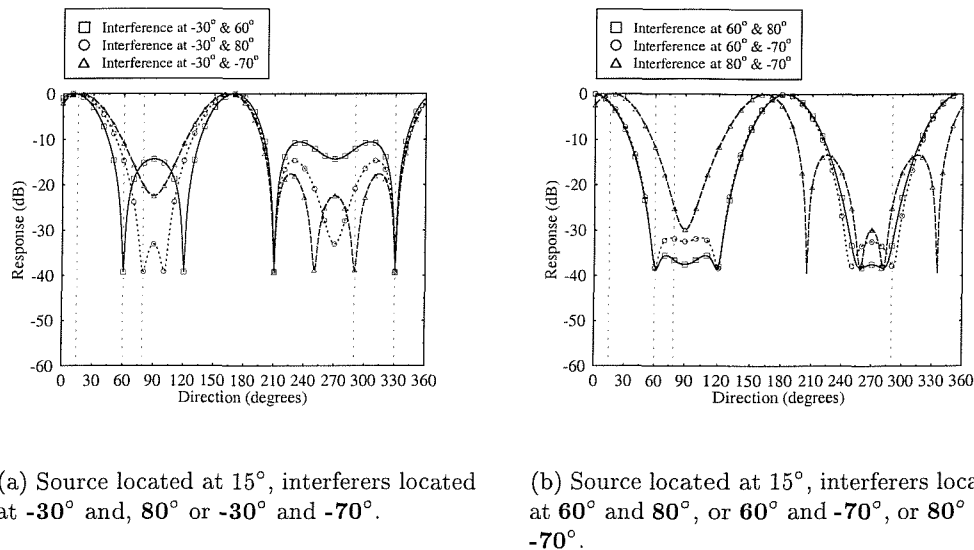 Interference at -30° & 60°
Interference at -30° & 80°
Interference at -30° & -70°
Response (dB)
0
-10
-20
-30
-40
-50
-60
0 30 60 90 120 150 180 210 240 270 300 330 360
Direction (degrees)
Interference at 60° & 80°
Interference at 60° & -70°
Interference at 80° & -70°
Response (dB)
0
-10
-20
-30
-40
-50
-60
0 30 60 90 120 150 180 210 240 270 300 330 360
Direction (degrees)
(a) Source located at 15°, interferers located
at -30° and, 80° or -30° and -70°.
(b) Source located at 15°, interferers loca
at 60° and 80°, or 60° and -70°, or 80°
-70°.